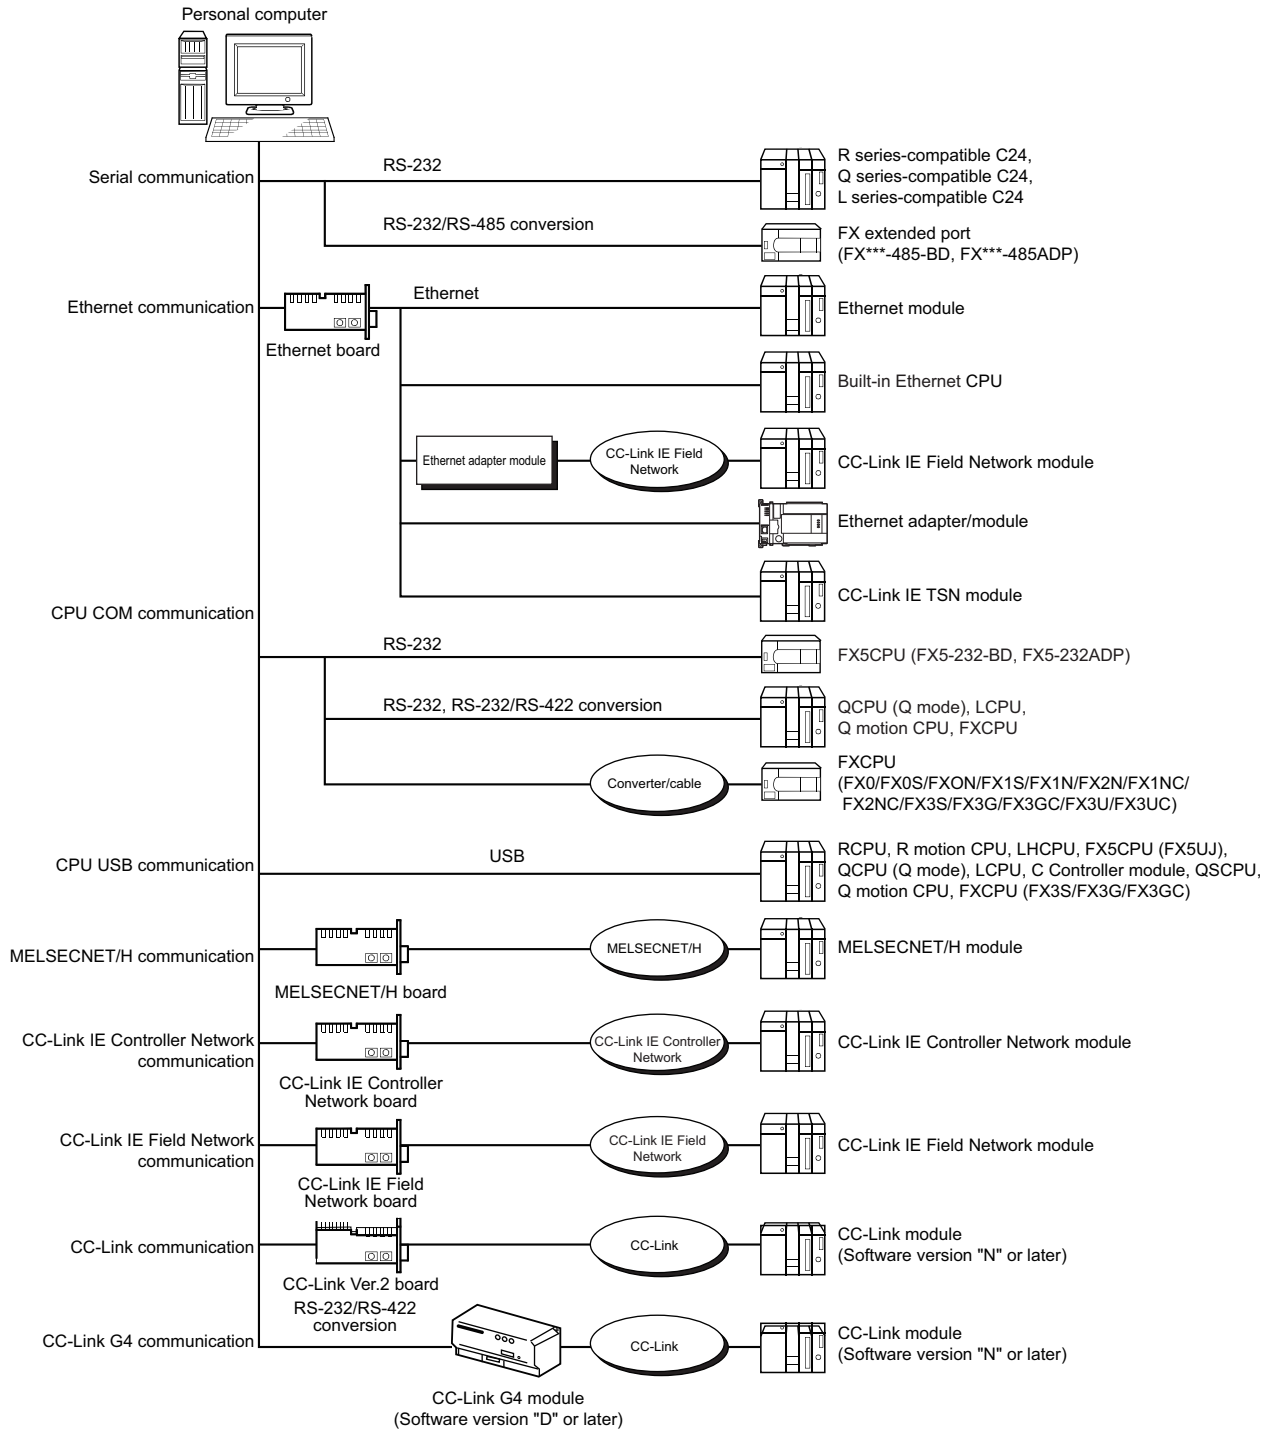 Personal computer
Serial communication
RS-232
R series-compatible C24,
Q series-compatible C24,
L series-compatible C24
RS-232/RS-485 conversion
FX extended port
(FX***-485-BD, FX***-485ADP)
Ethernet communication
Ethernet board
Ethernet
Ethernet module
Built-in Ethernet CPU
Ethernet adapter module
CC-Link IE Field
Network
CC-Link IE Field Network module
Ethernet adapter/module
CC-Link IE TSN module
CPU COM communication
RS-232
FX5CPU (FX5-232-BD, FX5-232ADP)
RS-232, RS-232/RS-422 conversion
QCPU (Q mode), LCPU,
Q motion CPU, FXCPU
Converter/cable
FXCPU
(FX0/FX0S/FXON/FX1S/FX1N/FX2N/FX1NC/
FX2NC/FX3S/FX3G/FX3GC/FX3U/FX3UC)
CPU USB communication
USB
RCPU, R motion CPU, LHCPU, FX5CPU (FX5UJ),
QCPU (Q mode), LCPU, C Controller module, QSCPU,
Q motion CPU, FXCPU (FX3S/FX3G/FX3GC)
MELSECNET/H communication
MELSECNET/H board
MELSECNET/H
MELSECNET/H module
CC-Link IE Controller Network
communication
CC-Link IE Controller
Network board
CC-Link IE Controller
Network
CC-Link IE Controller Network module
CC-Link IE Field Network
communication
CC-Link IE Field
Network board
CC-Link IE Field
Network
CC-Link IE Field Network module
CC-Link communication
CC-Link Ver.2 board
CC-Link
CC-Link module
(Software version "N" or later)
CC-Link G4 communication
RS-232/RS-422
conversion
CC-Link G4 module
(Software version "D" or later)
CC-Link
CC-Link module
(Software version "N" or later)